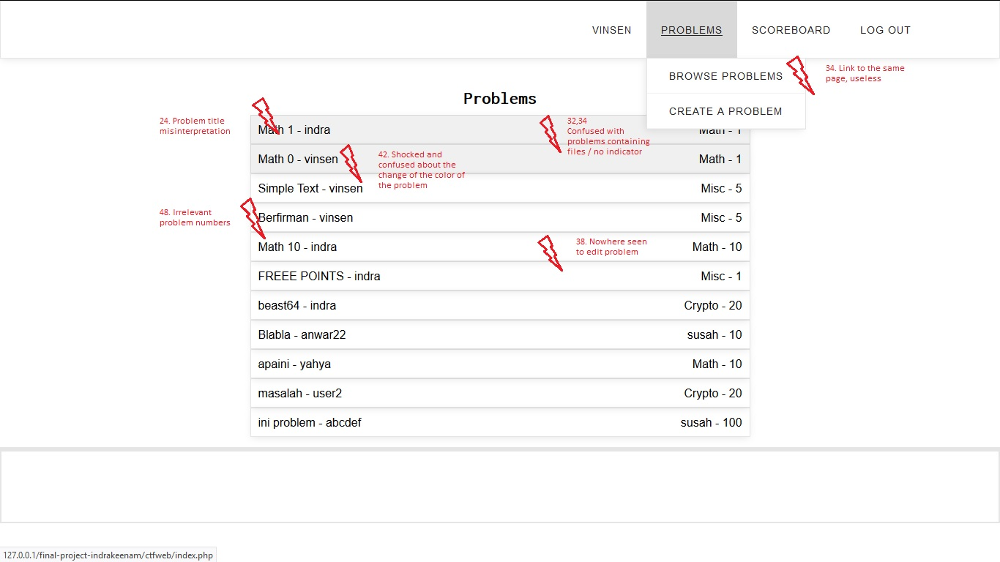 VINSEN
PROBLEMS
SCOREBOARD
LOG OUT
BROWSE PROBLEMS
CREATE A PROBLEM
34. Link to the same
page, useless
Problems
24. Problem title
misinterpretation
Math 1 - indra
Math - 1
32,34
Confused with
problems containing
files / no indicator
Math 0 - vinsen
Math - 1
42. Shocked and
confused about the
change of the color of
the problem
Simple Text - vinsen
Misc - 5
48. Irrelevant
problem numbers
Berfirman - vinsen
Misc - 5
Math 10 - indra
Math - 10
38. Nowhere seen
to edit problem
FREEE POINTS - indra
Misc - 1
beast64 - indra
Crypto - 20
Blabla - anwar22
susah - 10
apaini - yahya
Math - 10
masalah - user2
Crypto - 20
ini problem - abcdef
susah - 100
127.0.0.1/final-project-indrakeenam/ctfweb/index.php